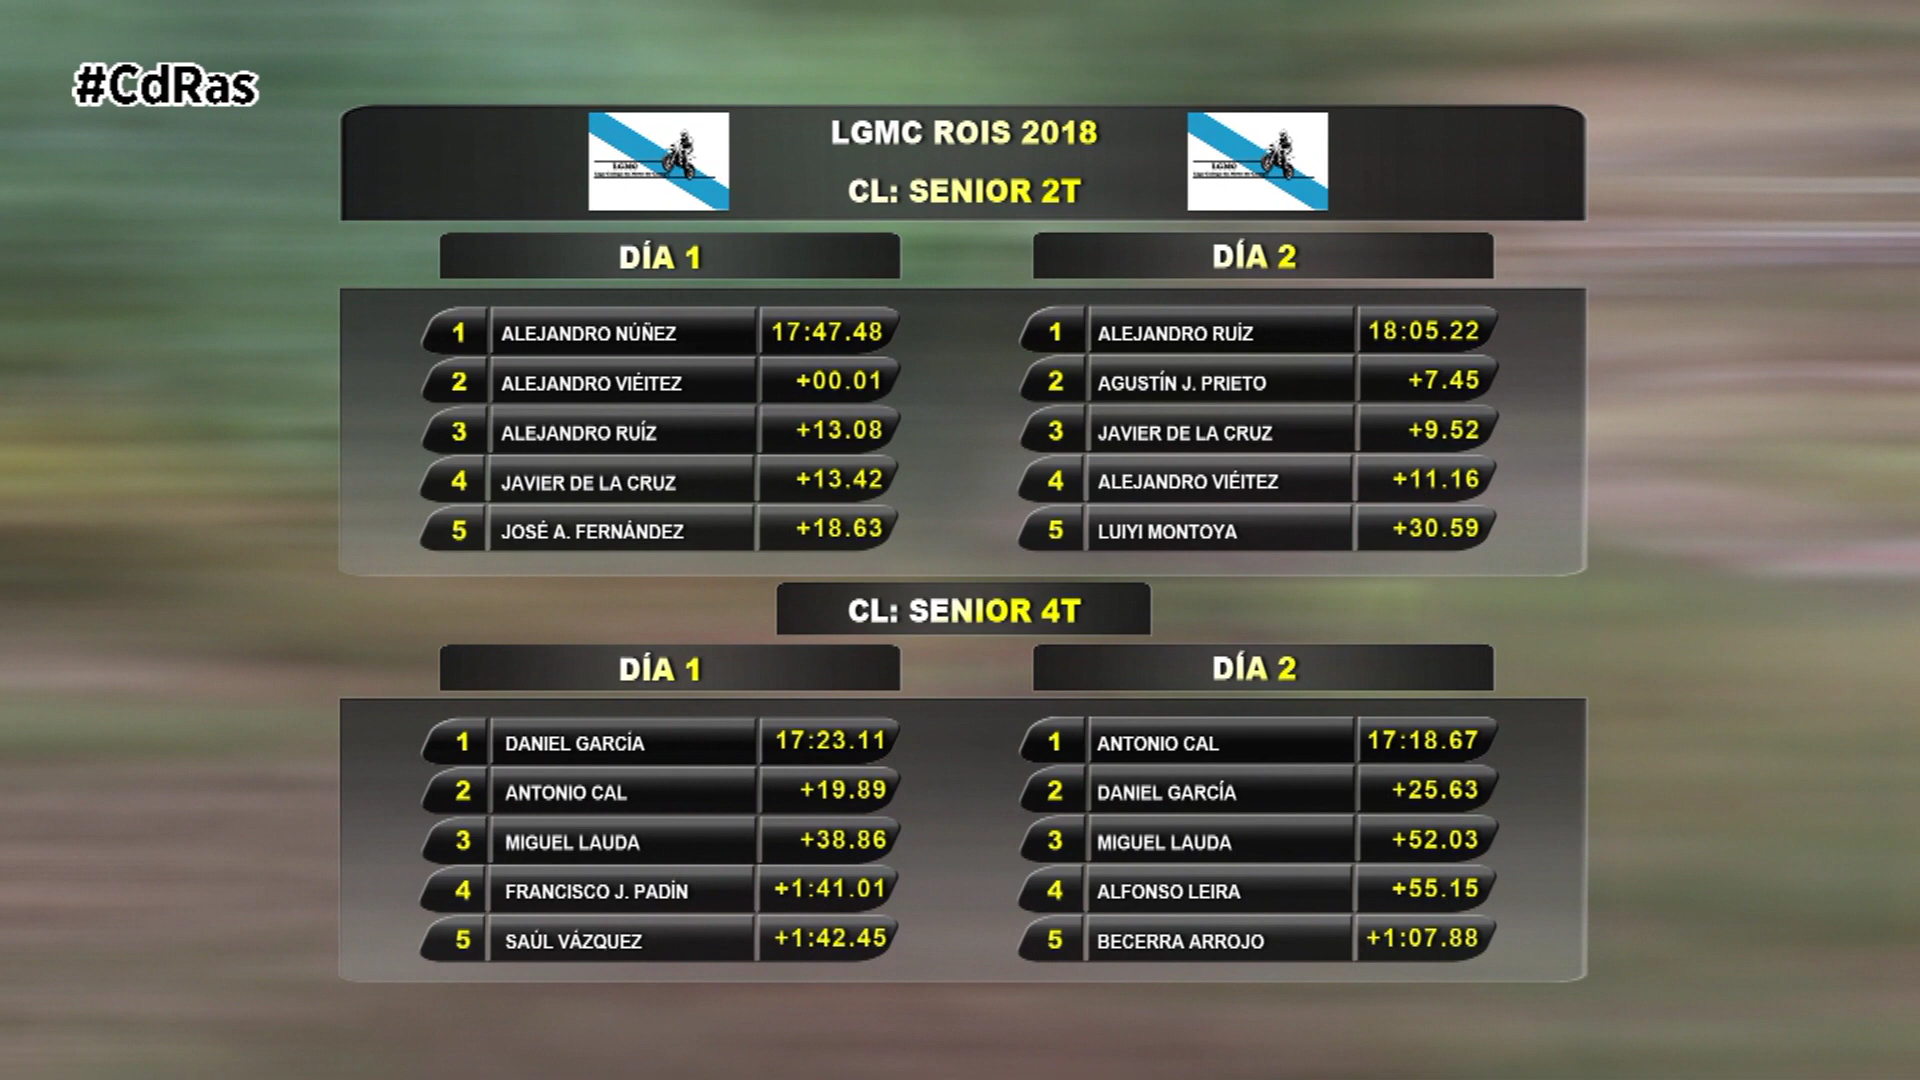 #CdRas
LGMC ROIS 2018
CL: SENIOR 2T
LGMC
LGMC
DÍA 1
1 ALEJANDRO NÚÑEZ 17:47.48
2 ALEJANDRO VIÉITEZ +00.01
3 ALEJANDRO RUÍZ +13.08
4 JAVIER DE LA CRUZ +13.42
5 JOSÉ A. FERNÁNDEZ +18.63
DÍA 2
1 ALEJANDRO RUÍZ 18:05.22
2 AGUSTÍN J. PRIETO +7.45
3 JAVIER DE LA CRUZ +9.52
4 ALEJANDRO VIÉITEZ +11.16
5 LUIYI MONTOYA +30.59
CL: SENIOR 4T
DÍA 1
1 DANIEL GARCÍA 17:23.11
2 ANTONIO CAL +19.89
3 MIGUEL LAUDA +38.86
4 FRANCISCO J. PADÍN +1:41.01
5 SAÚL VÁZQUEZ +1:42.45
DÍA 2
1 ANTONIO CAL 17:18.67
2 DANIEL GARCÍA +25.63
3 MIGUEL LAUDA +52.03
4 ALFONSO LEIRA +55.15
5 BECERRA ARROJO +1:07.88